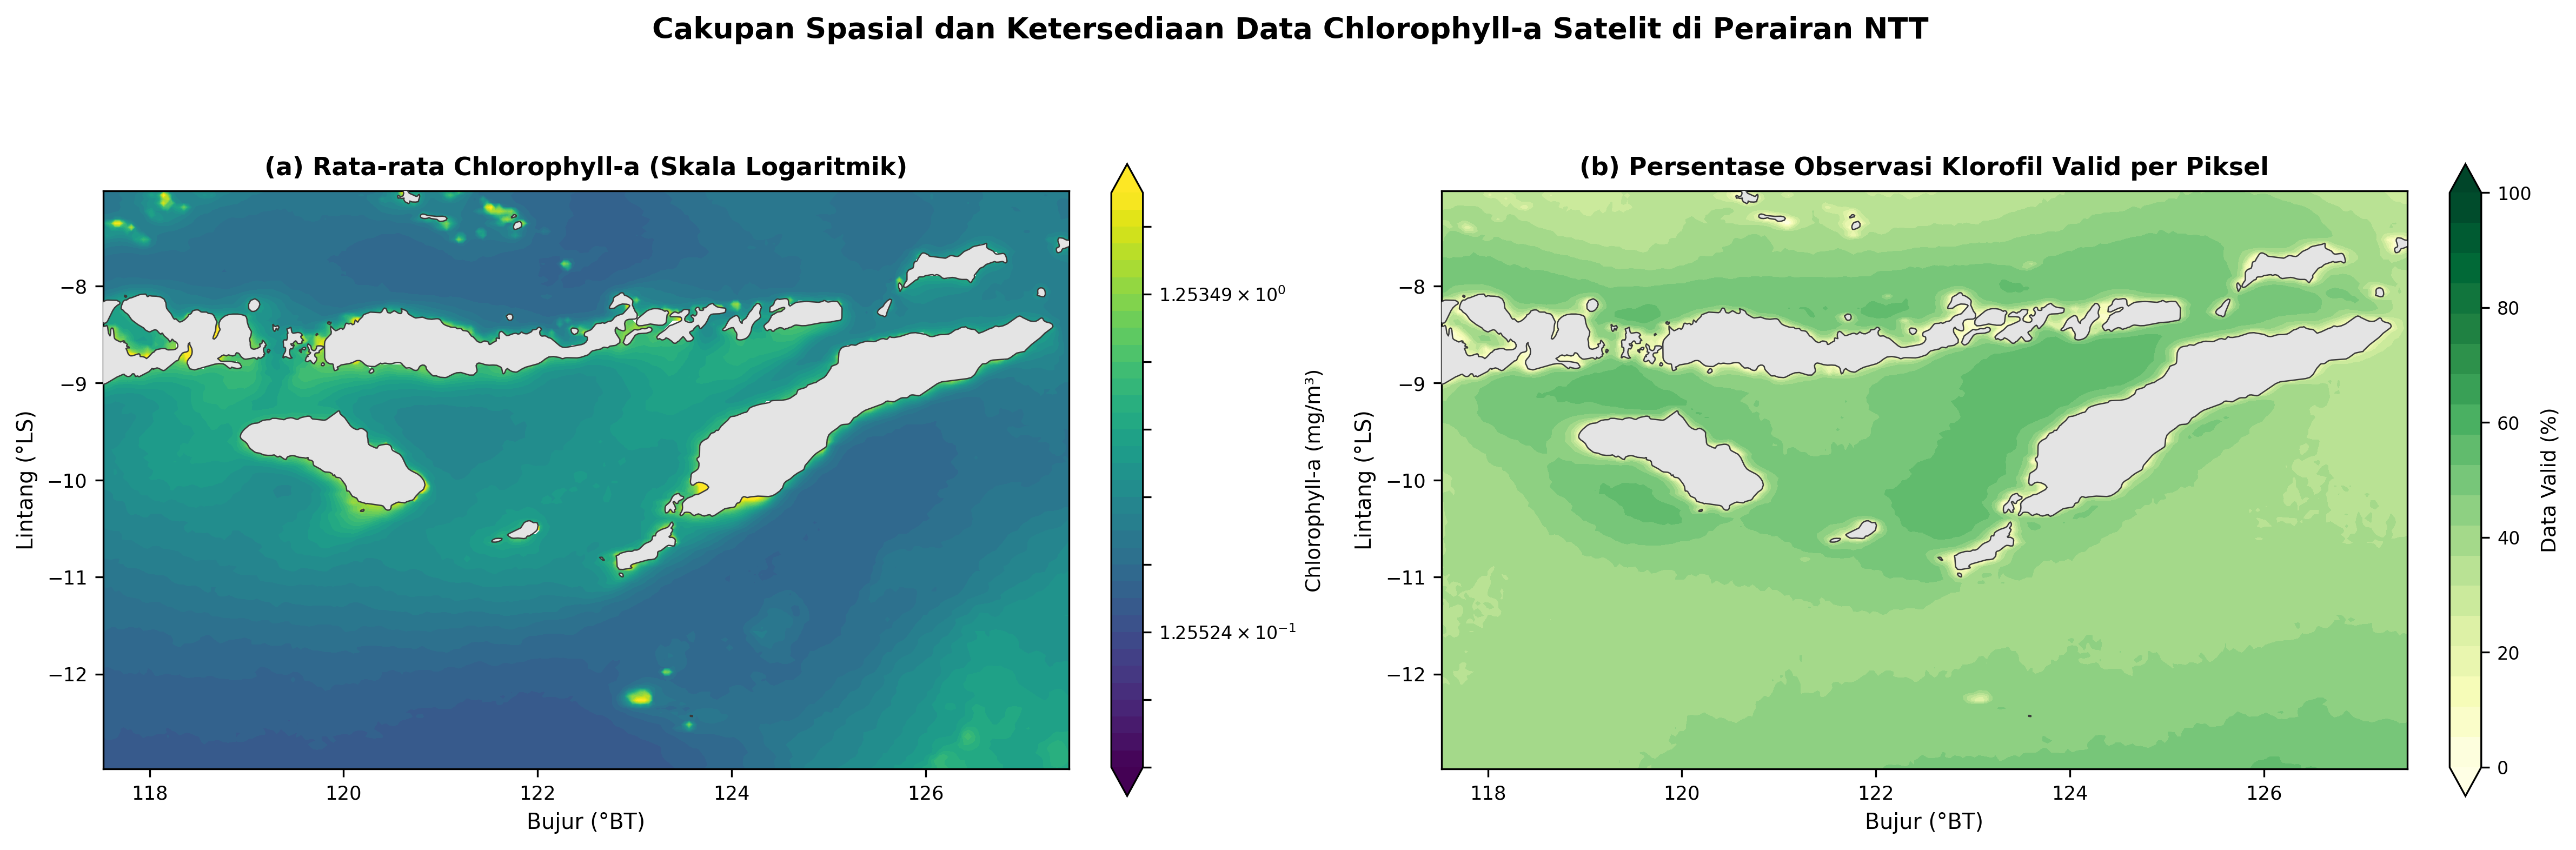 Cakupan Spasial dan Ketersediaan Data Chlorophyll-a Satelit di Perairan NTT
(a) Rata-rata Chlorophyll-a (Skala Logaritmik)
−8
−9
−10
−11
−12
Lintang (°LS)
118 120 122 124 126
Bujur (°BT)
1.25349 × 10⁰
1.25524 × 10⁻¹
Chlorophyll-a (mg/m³)
(b) Persentase Observasi Klorofil Valid per Piksel
−8
−9
−10
−11
−12
Lintang (°LS)
118 120 122 124 126
Bujur (°BT)
100
80
60
40
20
0
Data Valid (%)